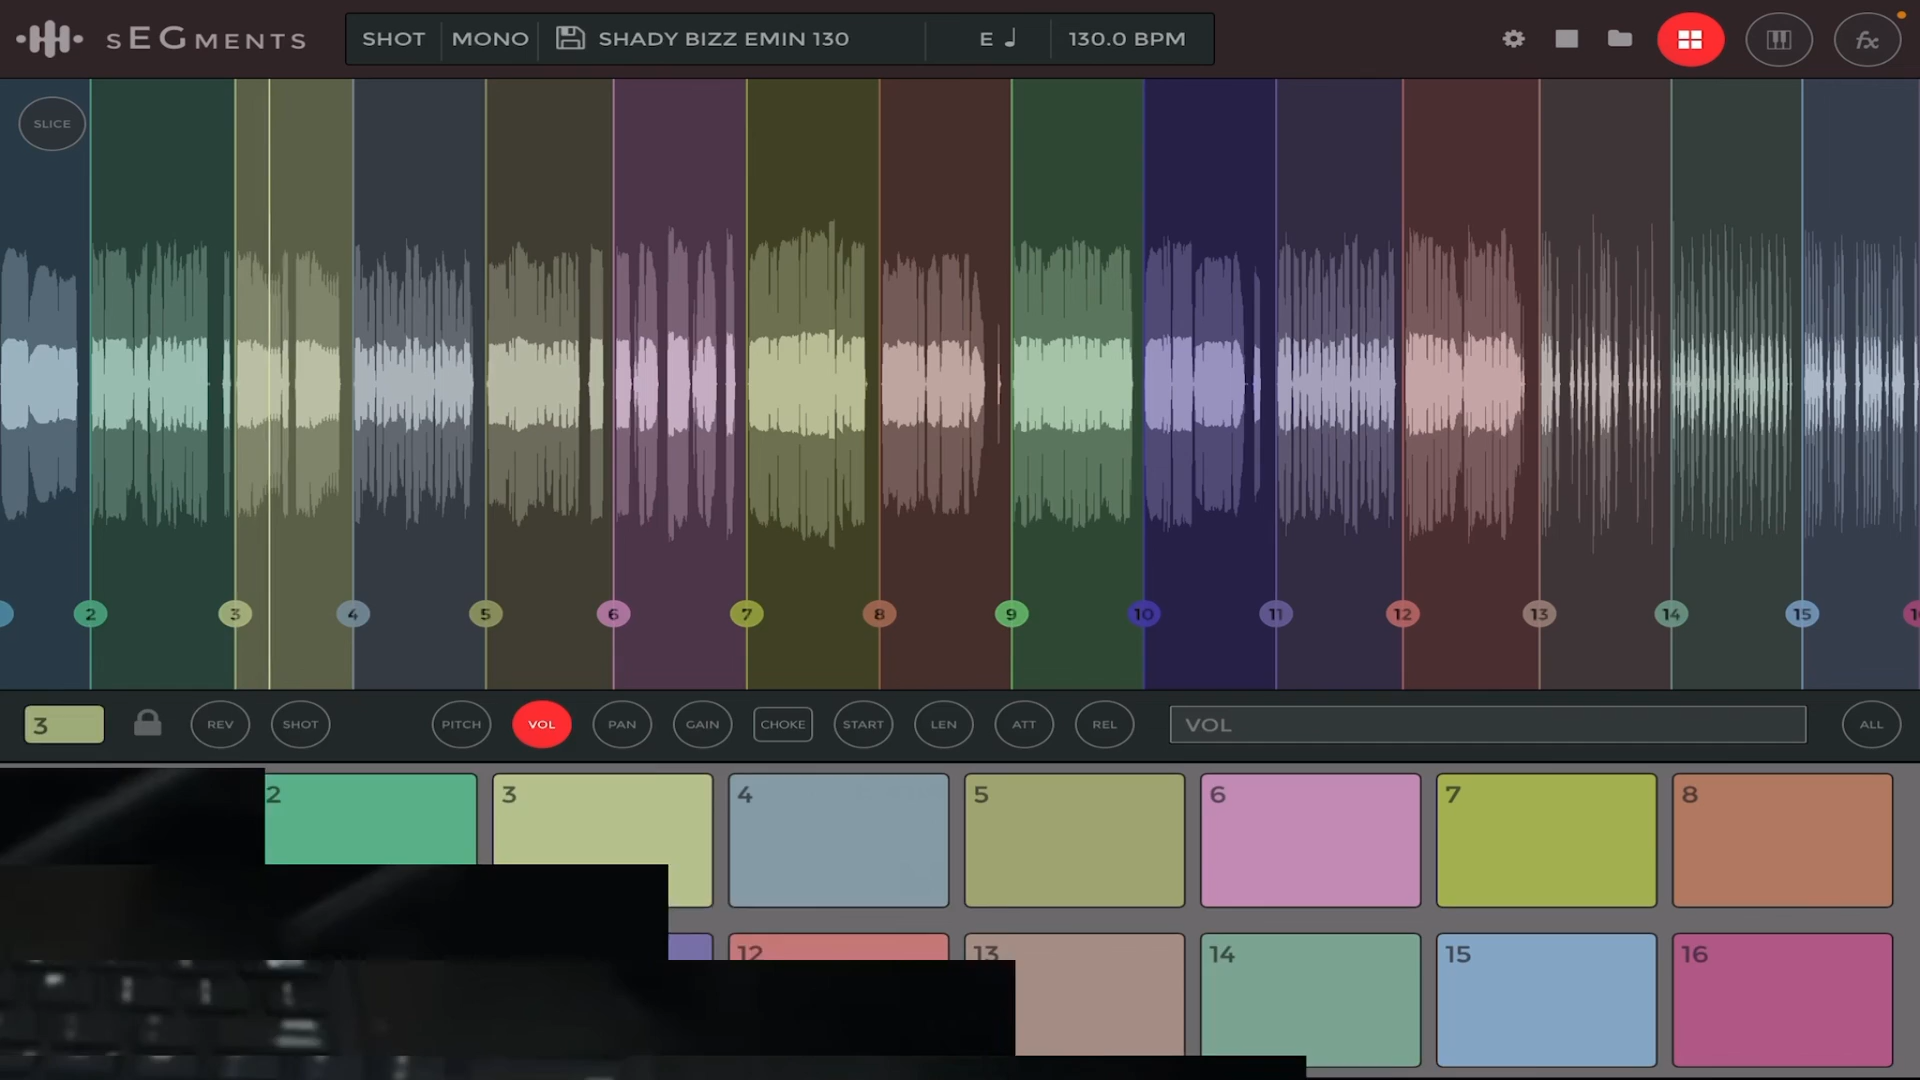 sEGMENTS SHOT MONO SHADY BIZZ EMIN 130 E 130.0 BPM fx
SLICE
2 3 4 5 6 7 8 9 10 11 12 13 14 15
3 REV SHOT PITCH VOL PAN GAIN CHOKE START LEN ATT REL VOL ALL
2 3 4 5 6 7 8
12 13 14 15 16